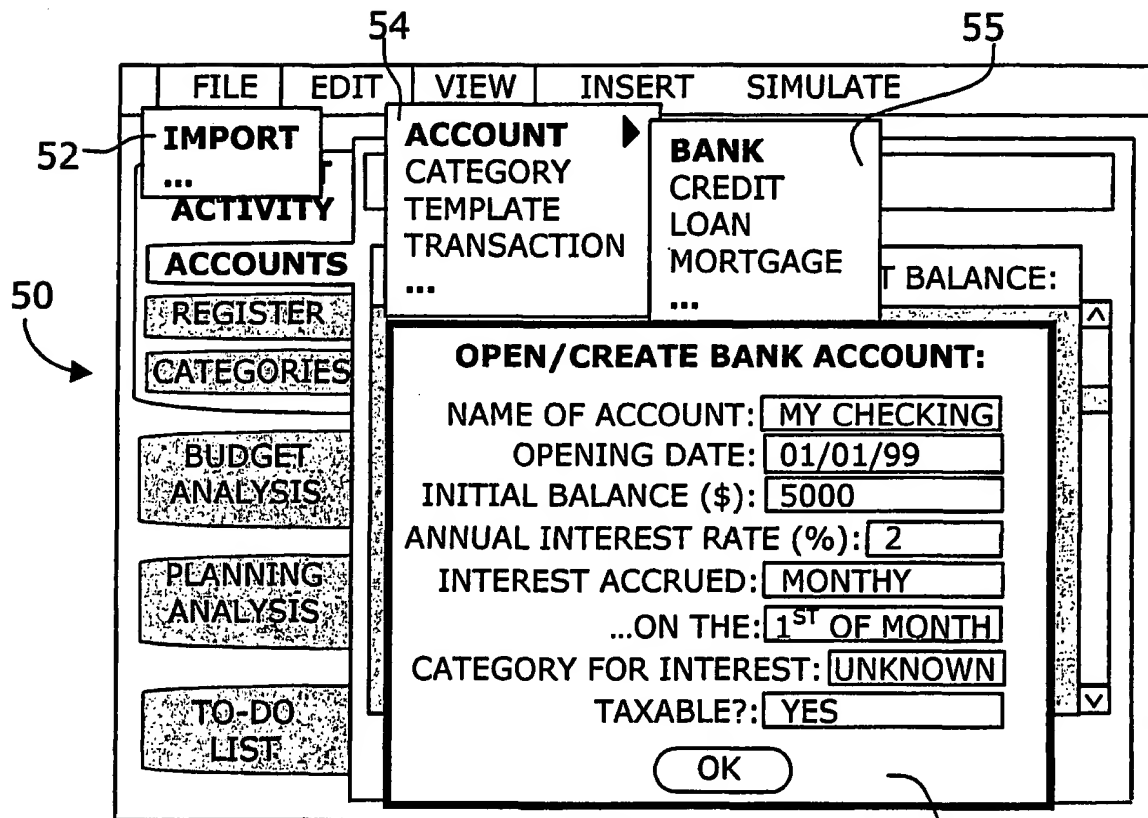 54
55
FILE EDIT VIEW INSERT SIMULATE
52
IMPORT
...
ACCOUNT
CATEGORY
TEMPLATE
TRANSACTION
...
BANK
CREDIT
LOAN
MORTGAGE
...
ACTIVITY
ACCOUNTS
REGISTER
CATEGORIES
50
T BALANCE:
BUDGET
ANALYSIS
PLANNING
ANALYSIS
TO-DO
LIST
OPEN/CREATE BANK ACCOUNT:
NAME OF ACCOUNT: MY CHECKING
OPENING DATE: 01/01/99
INITIAL BALANCE ($): 5000
ANNUAL INTEREST RATE (%): 2
INTEREST ACCRUED: MONTHY
...ON THE: 1ST OF MONTH
CATEGORY FOR INTEREST: UNKNOWN
TAXABLE?: YES
OK